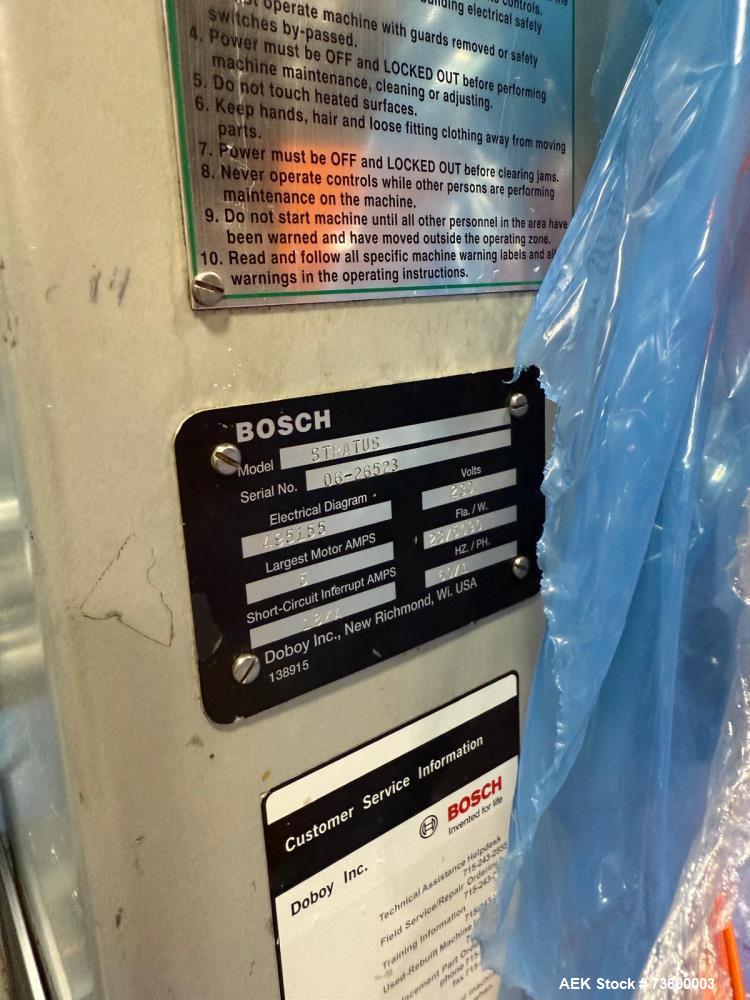 controls,
operate machine with guards removed or safety
switches by-passed.
4. Power must be OFF and LOCKED OUT before performing
machine maintenance, cleaning or adjusting.
5. Do not touch heated surfaces.
6. Keep hands, hair and loose fitting clothing away from moving
parts.
7. Power must be OFF and LOCKED OUT before clearing jams.
8. Never operate controls while other persons are performing
maintenance on the machine.
9. Do not start machine until all other personnel in the area have
been warned and have moved outside the operating zone.
10. Read and follow all specific machine warning labels and all
warnings in the operating instructions.
BOSCH
Model STRATUS
Serial No. 06-26523
Electrical Diagram Volts
495155 230
Largest Motor AMPS Fla. / W.
5
Short-Circuit Interrupt AMPS HZ. / PH.
60/1
Doboy Inc., New Richmond, Wi. USA
138915
Customer Service Information
BOSCH
Invented for life
Doboy Inc.
Technical Assistance Helpdesk
Field Service/Repair Ordering
Training Information
Used-Rebuilt Machine
AEK Stock # 73600003